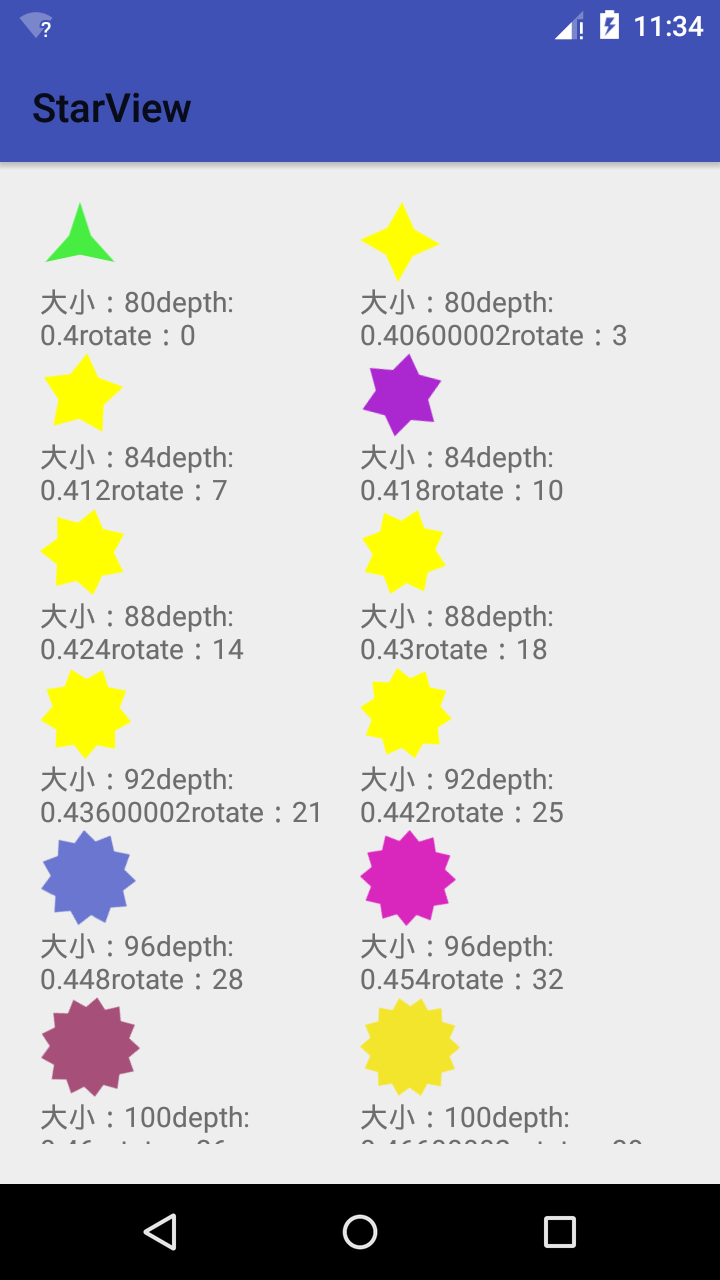 11:34
StarView
大小：80depth: 大小：80depth:
0.4rotate：0 0.40600002rotate：3
大小：84depth: 大小：84depth:
0.412rotate：7 0.418rotate：10
大小：88depth: 大小：88depth:
0.424rotate：14 0.43rotate：18
大小：92depth: 大小：92depth:
0.43600002rotate：21 0.442rotate：25
大小：96depth: 大小：96depth:
0.448rotate：28 0.454rotate：32
大小：100depth: 大小：100depth: